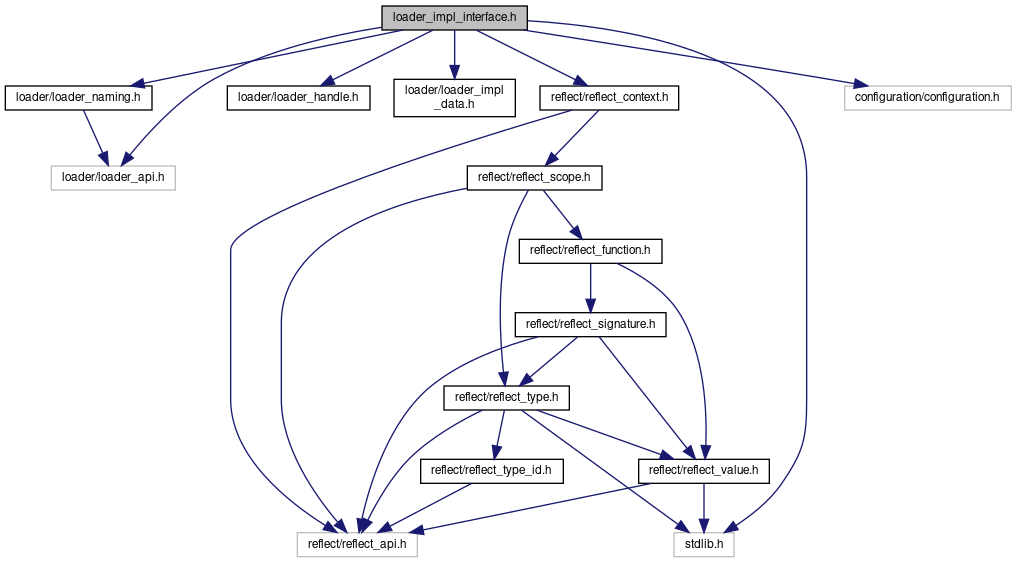 loader_impl_interface.h
loader/loader_naming.h
loader/loader_handle.h
loader/loader_impl
_data.h
reflect/reflect_context.h
configuration/configuration.h
loader/loader_api.h
reflect/reflect_scope.h
reflect/reflect_function.h
reflect/reflect_signature.h
reflect/reflect_type.h
reflect/reflect_type_id.h
reflect/reflect_value.h
reflect/reflect_api.h
stdlib.h